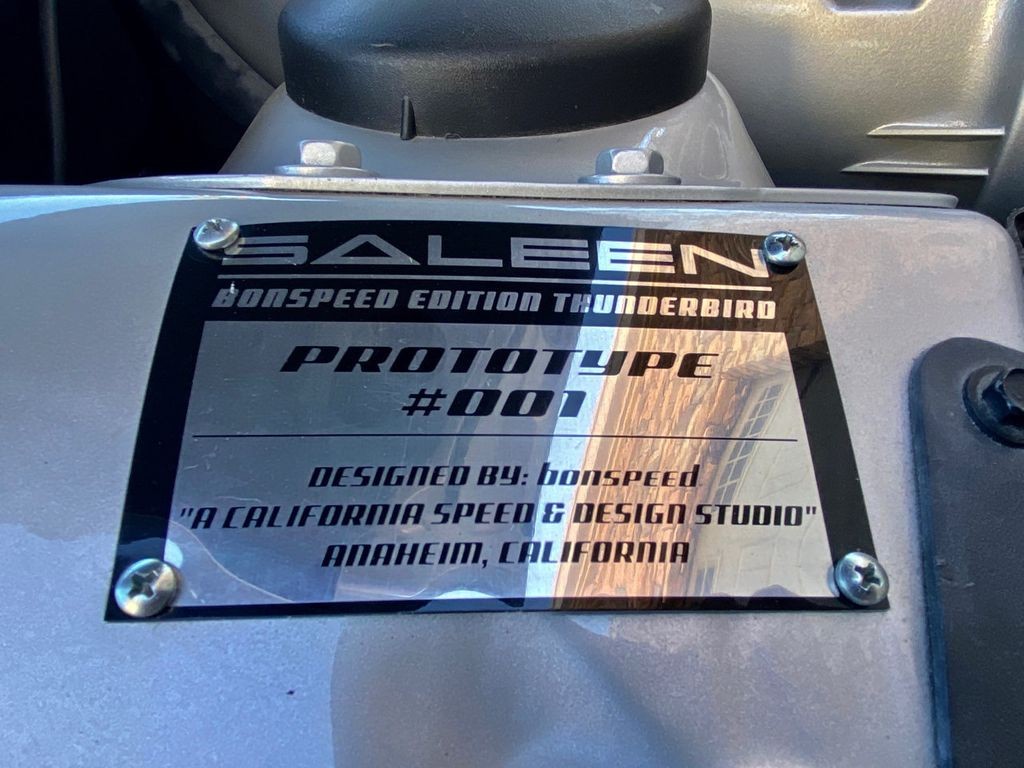 SALEEN
BONSPEED EDITION THUNDERBIRD
PROTOTYPE
#001
DESIGNED BY: bonspeed
"A CALIFORNIA SPEED & DESIGN STUDIO"
ANAHEIM, CALIFORNIA